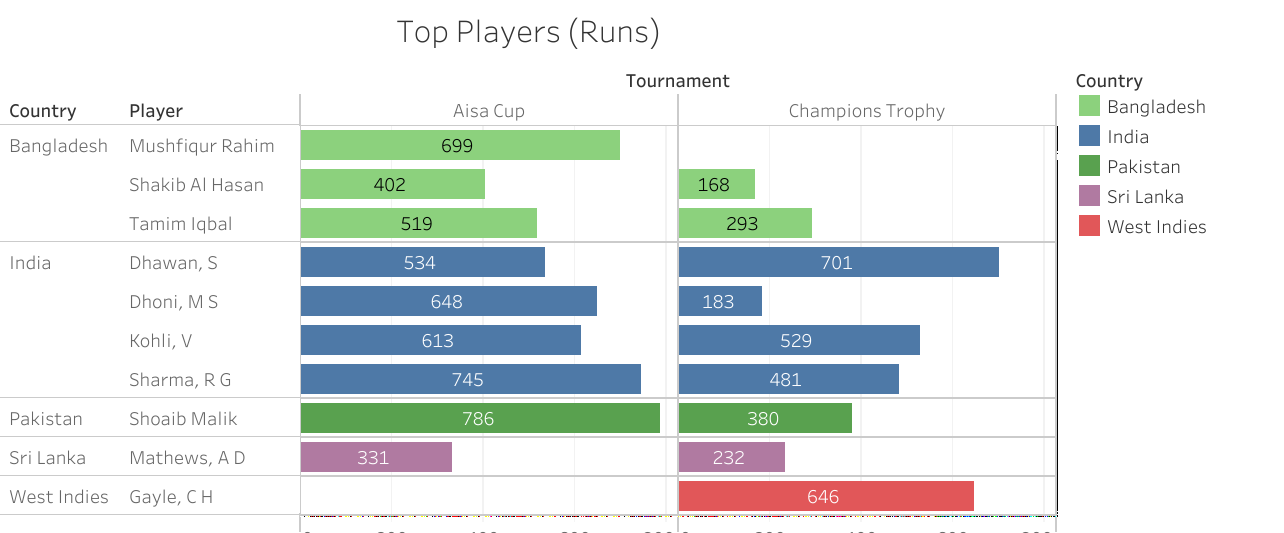 Top Players (Runs)
Tournament
Country Player Aisa Cup Champions Trophy
Bangladesh Mushfiqur Rahim 699
Shakib Al Hasan 402 168
Tamim Iqbal 519 293
India Dhawan, S 534 701
Dhoni, M S 648 183
Kohli, V 613 529
Sharma, R G 745 481
Pakistan Shoaib Malik 786 380
Sri Lanka Mathews, A D 331 232
West Indies Gayle, C H 646
Country
Bangladesh
India
Pakistan
Sri Lanka
West Indies